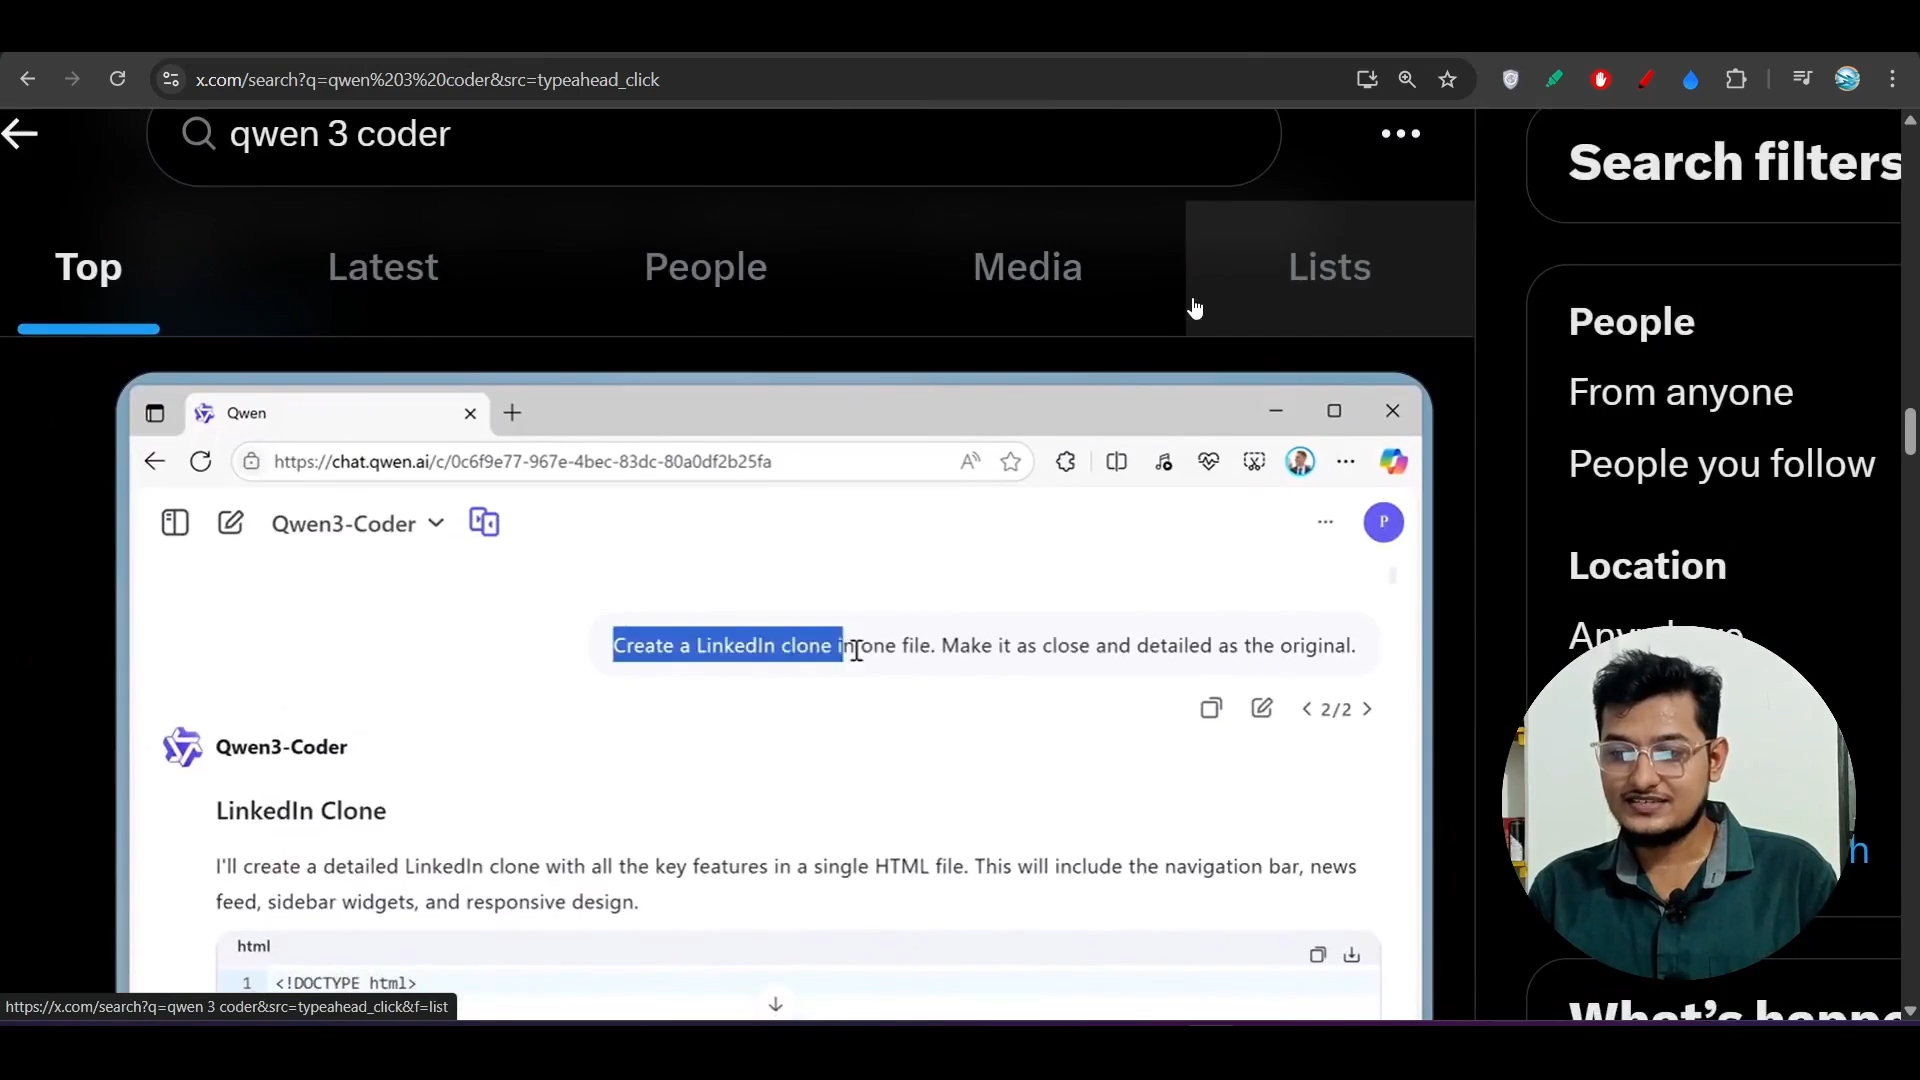 x.com/search?q=qwen%203%20coder&src=typeahead_click
qwen 3 coder
Top
Latest
People
Media
Lists
Qwen
https://chat.qwen.ai/c/0c6f9e77-967e-4bec-83dc-80a0df2b25fa
Qwen3-Coder
P
Create a LinkedIn clone in one file. Make it as close and detailed as the original.
2/2
Qwen3-Coder
LinkedIn Clone
I'll create a detailed LinkedIn clone with all the key features in a single HTML file. This will include the navigation bar, news
feed, sidebar widgets, and responsive design.
html
1 <!DOCTYPE html>
https://x.com/search?q=qwen 3 coder&src=typeahead_click&f=list
Search filters
People
From anyone
People you follow
Location
h
What's happe